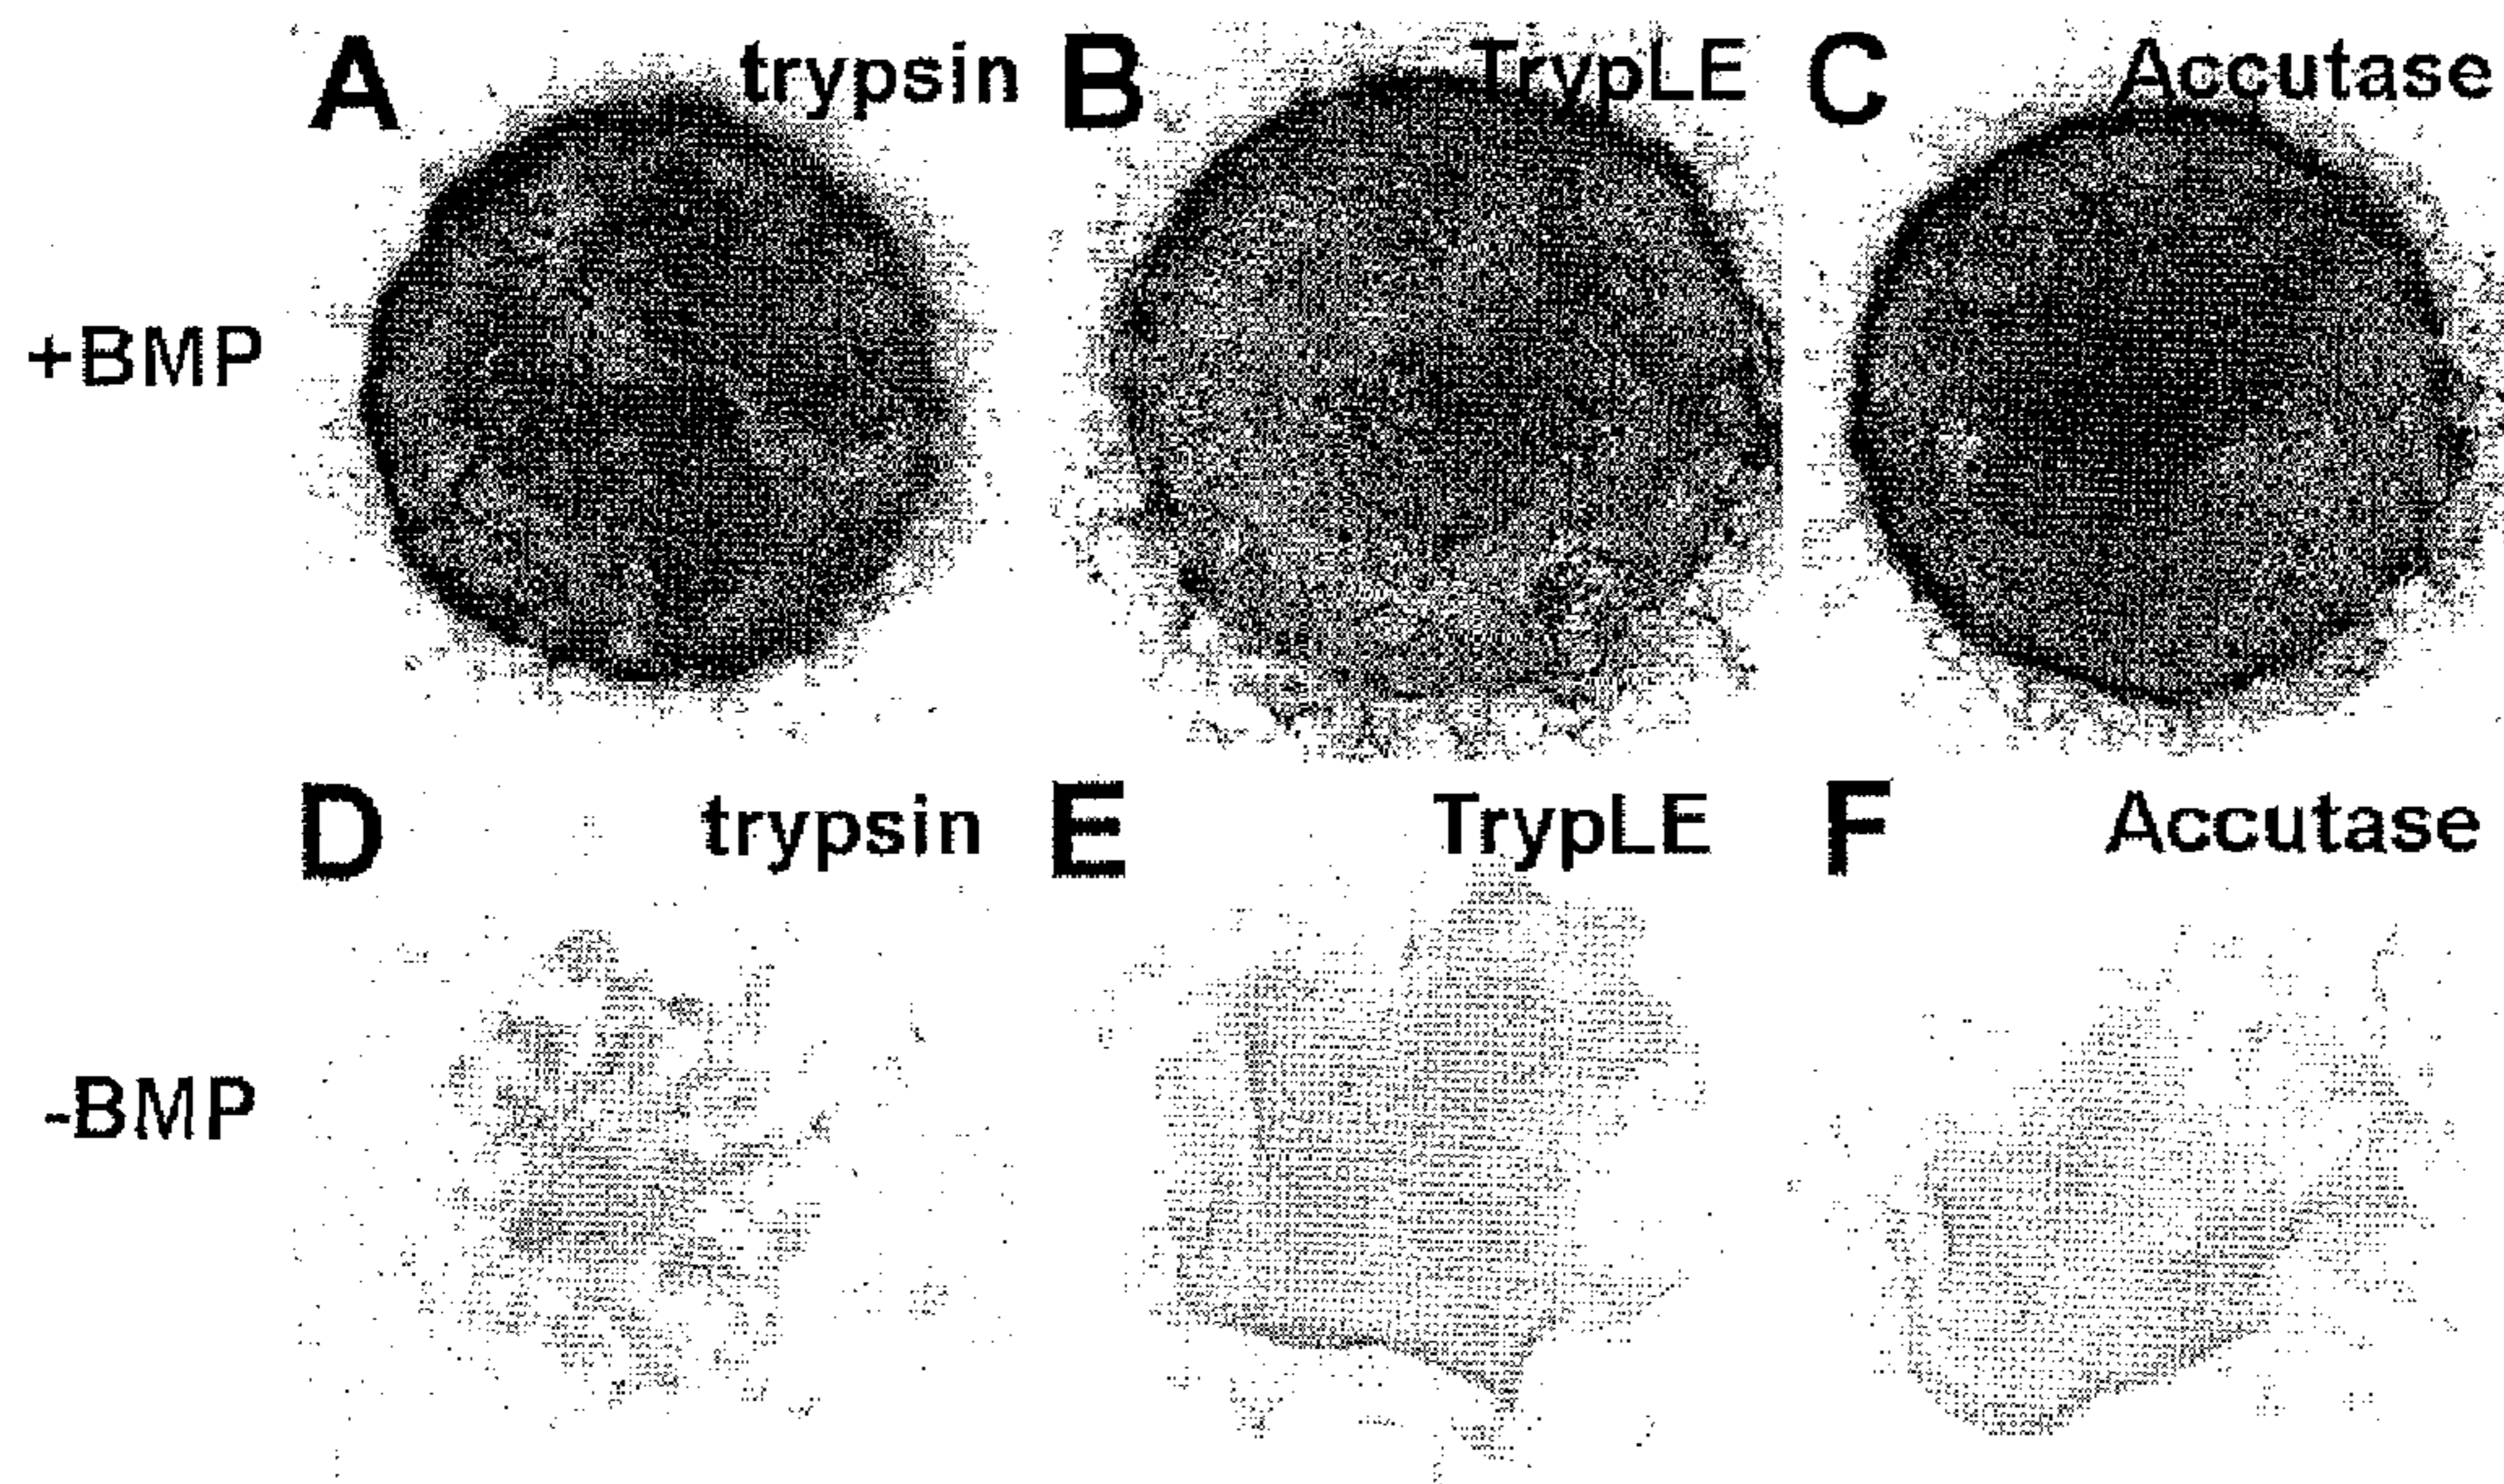 A trypsin B TrypLE C Accutase
+BMP
D trypsin E TrypLE F Accutase
-BMP